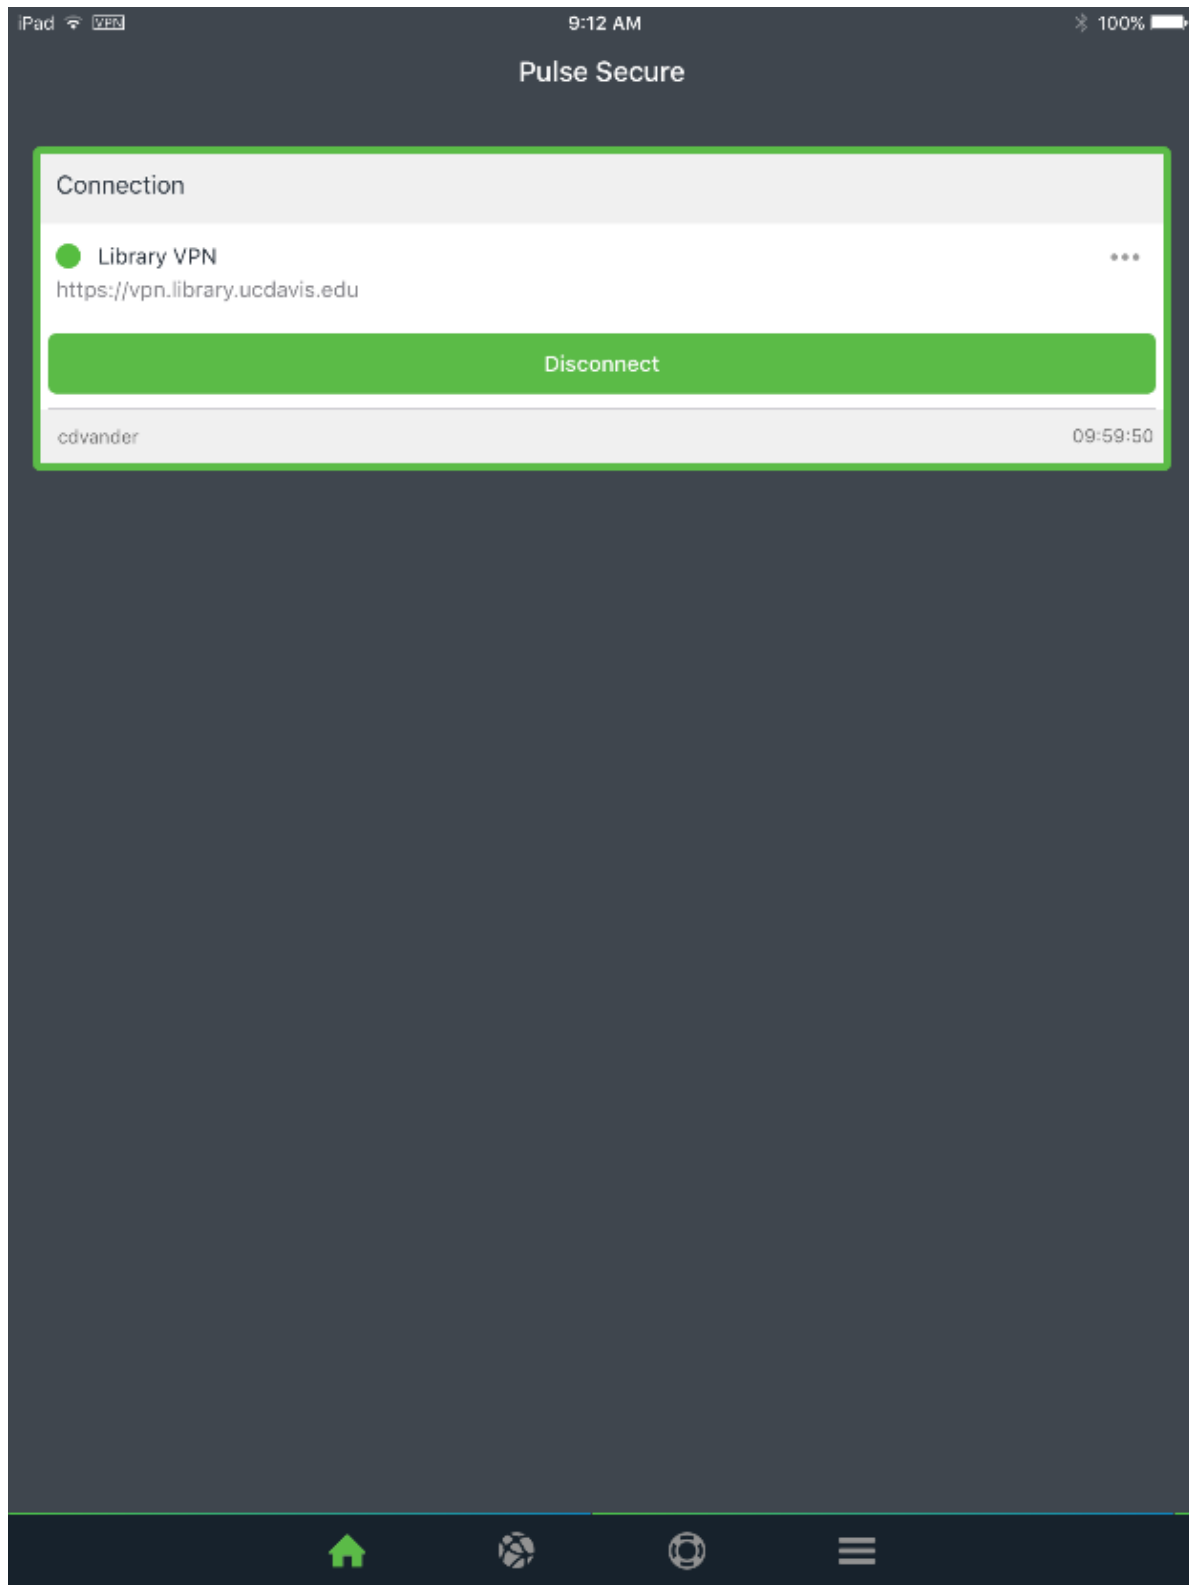 iPad VPN 9:12 AM 100%
Pulse Secure
Connection
Library VPN
https://vpn.library.ucdavis.edu
Disconnect
cdvander 09:59:50